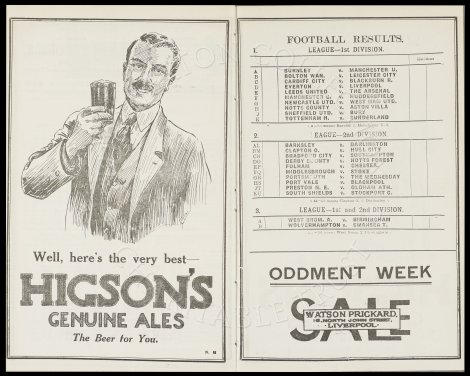 Well, here's the very best—
HIGSON'S
GENUINE ALES
The Beer for You.
FOOTBALL RESULTS.
1.
LEAGUE—1st DIVISION.
A BURNLEY v. MANCHESTER U.
B BOLTON WAN. v. LEICESTER CITY
C CARDIFF CITY v. BLACKBURN R.
D EVERTON v. LIVERPOOL
E LEEDS UNITED v. THE ARSENAL
F MANCHESTER C. v. HUDDERSFIELD
G NEWCASTLE UTD. v. WEST HAM UTD.
H NOTTS COUNTY v. ASTON VILLA
J SHEFFIELD UTD. v. BURY
K TOTTENHAM H. v. SUNDERLAND
2.
LEAGUE—2nd DIVISION.
BARNSLEY v. DARLINGTON
CLAPTON O. v. HULL CITY
BRADFORD CITY v. SOUTHAMPTON
DERBY COUNTY v. NOTTS FOREST
FULHAM v. CHELSEA
MIDDLESBROUGH v. STOKE
PORTSMOUTH v. THE WEDNESDAY
PORT VALE v. BLACKPOOL
PRESTON N. E. v. OLDHAM ATH.
SOUTH SHIELDS v. STOCKPORT C.
3.
LEAGUE—1st and 2nd DIVISION.
WEST BROM. A. v. BIRMINGHAM
WOLVERHAMPTON v. SWANSEA T.
ODDMENT WEEK
SALE
WATSON PRICKARD,
16, NORTH JOHN STREET,
LIVERPOOL.